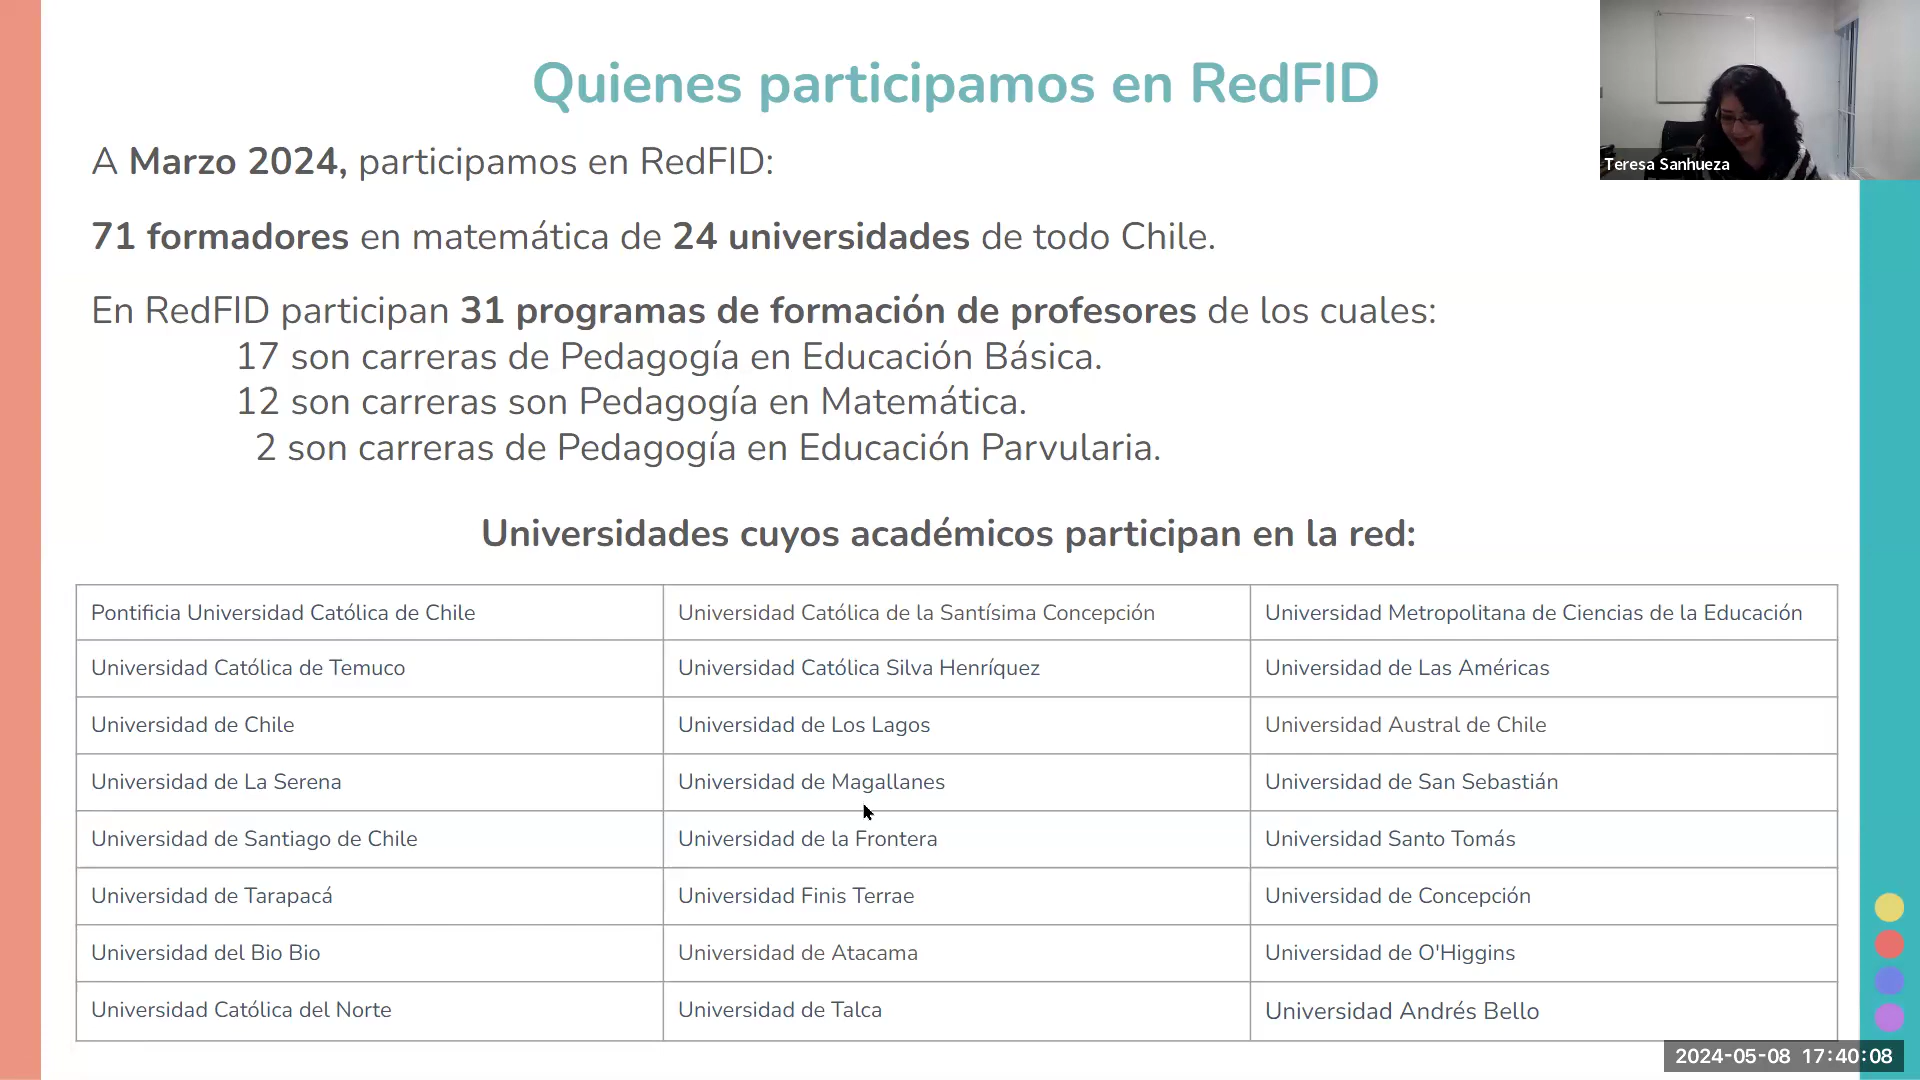 Quienes participamos en RedFID
Teresa Sanhueza
A Marzo 2024, participamos en RedFID:
71 formadores en matemática de 24 universidades de todo Chile.
En RedFID participan 31 programas de formación de profesores de los cuales:
17 son carreras de Pedagogía en Educación Básica.
12 son carreras son Pedagogía en Matemática.
2 son carreras de Pedagogía en Educación Parvularia.
Universidades cuyos académicos participan en la red:
Pontificia Universidad Católica de Chile
Universidad Católica de la Santísima Concepción
Universidad Metropolitana de Ciencias de la Educación
Universidad Católica de Temuco
Universidad Católica Silva Henríquez
Universidad de Las Américas
Universidad de Chile
Universidad de Los Lagos
Universidad Austral de Chile
Universidad de La Serena
Universidad de Magallanes
Universidad de San Sebastián
Universidad de Santiago de Chile
Universidad de la Frontera
Universidad Santo Tomás
Universidad de Tarapacá
Universidad Finis Terrae
Universidad de Concepción
Universidad del Bio Bio
Universidad de Atacama
Universidad de O'Higgins
Universidad Católica del Norte
Universidad de Talca
Universidad Andrés Bello
2024-05-08 17:40:08